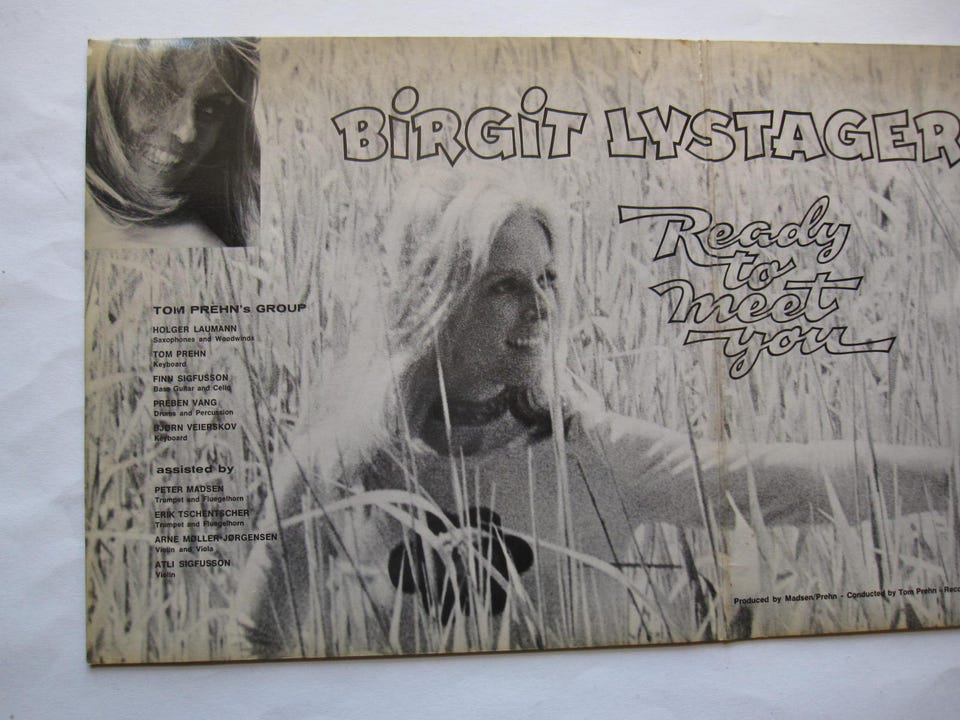 BiRGiT LYSTAGER
Ready
to
meet
you
TOM PREHN's GROUP
HOLGER LAUMANN
Saxophones and Woodwinds
TOM PREHN
Keyboard
FINN SIGFUSSON
Bass Guitar and Cello
PREBEN VANG
Drums and Percussion
BJØRN VEIERSKOV
Keyboard
assisted by
PETER MADSEN
Trumpet and Fluegelhorn
ERIK TSCHENTSCHER
Trumpet and Fluegelhorn
ARNE MØLLER-JØRGENSEN
Violin and Viola
ATLI SIGFUSSON
Violin
Produced by Madsen/Prehn - Conducted by Tom Prehn - Reco